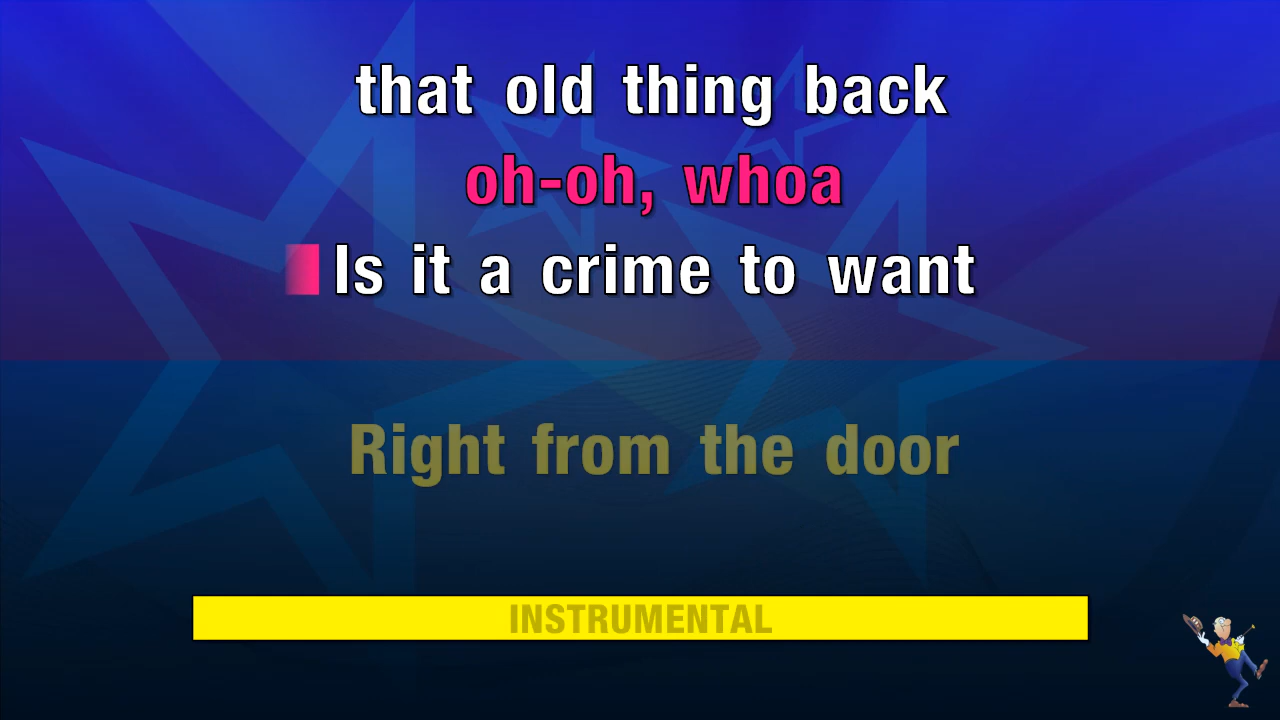 that old thing back
oh-oh, whoa
Is it a crime to want
Right from the door
INSTRUMENTAL